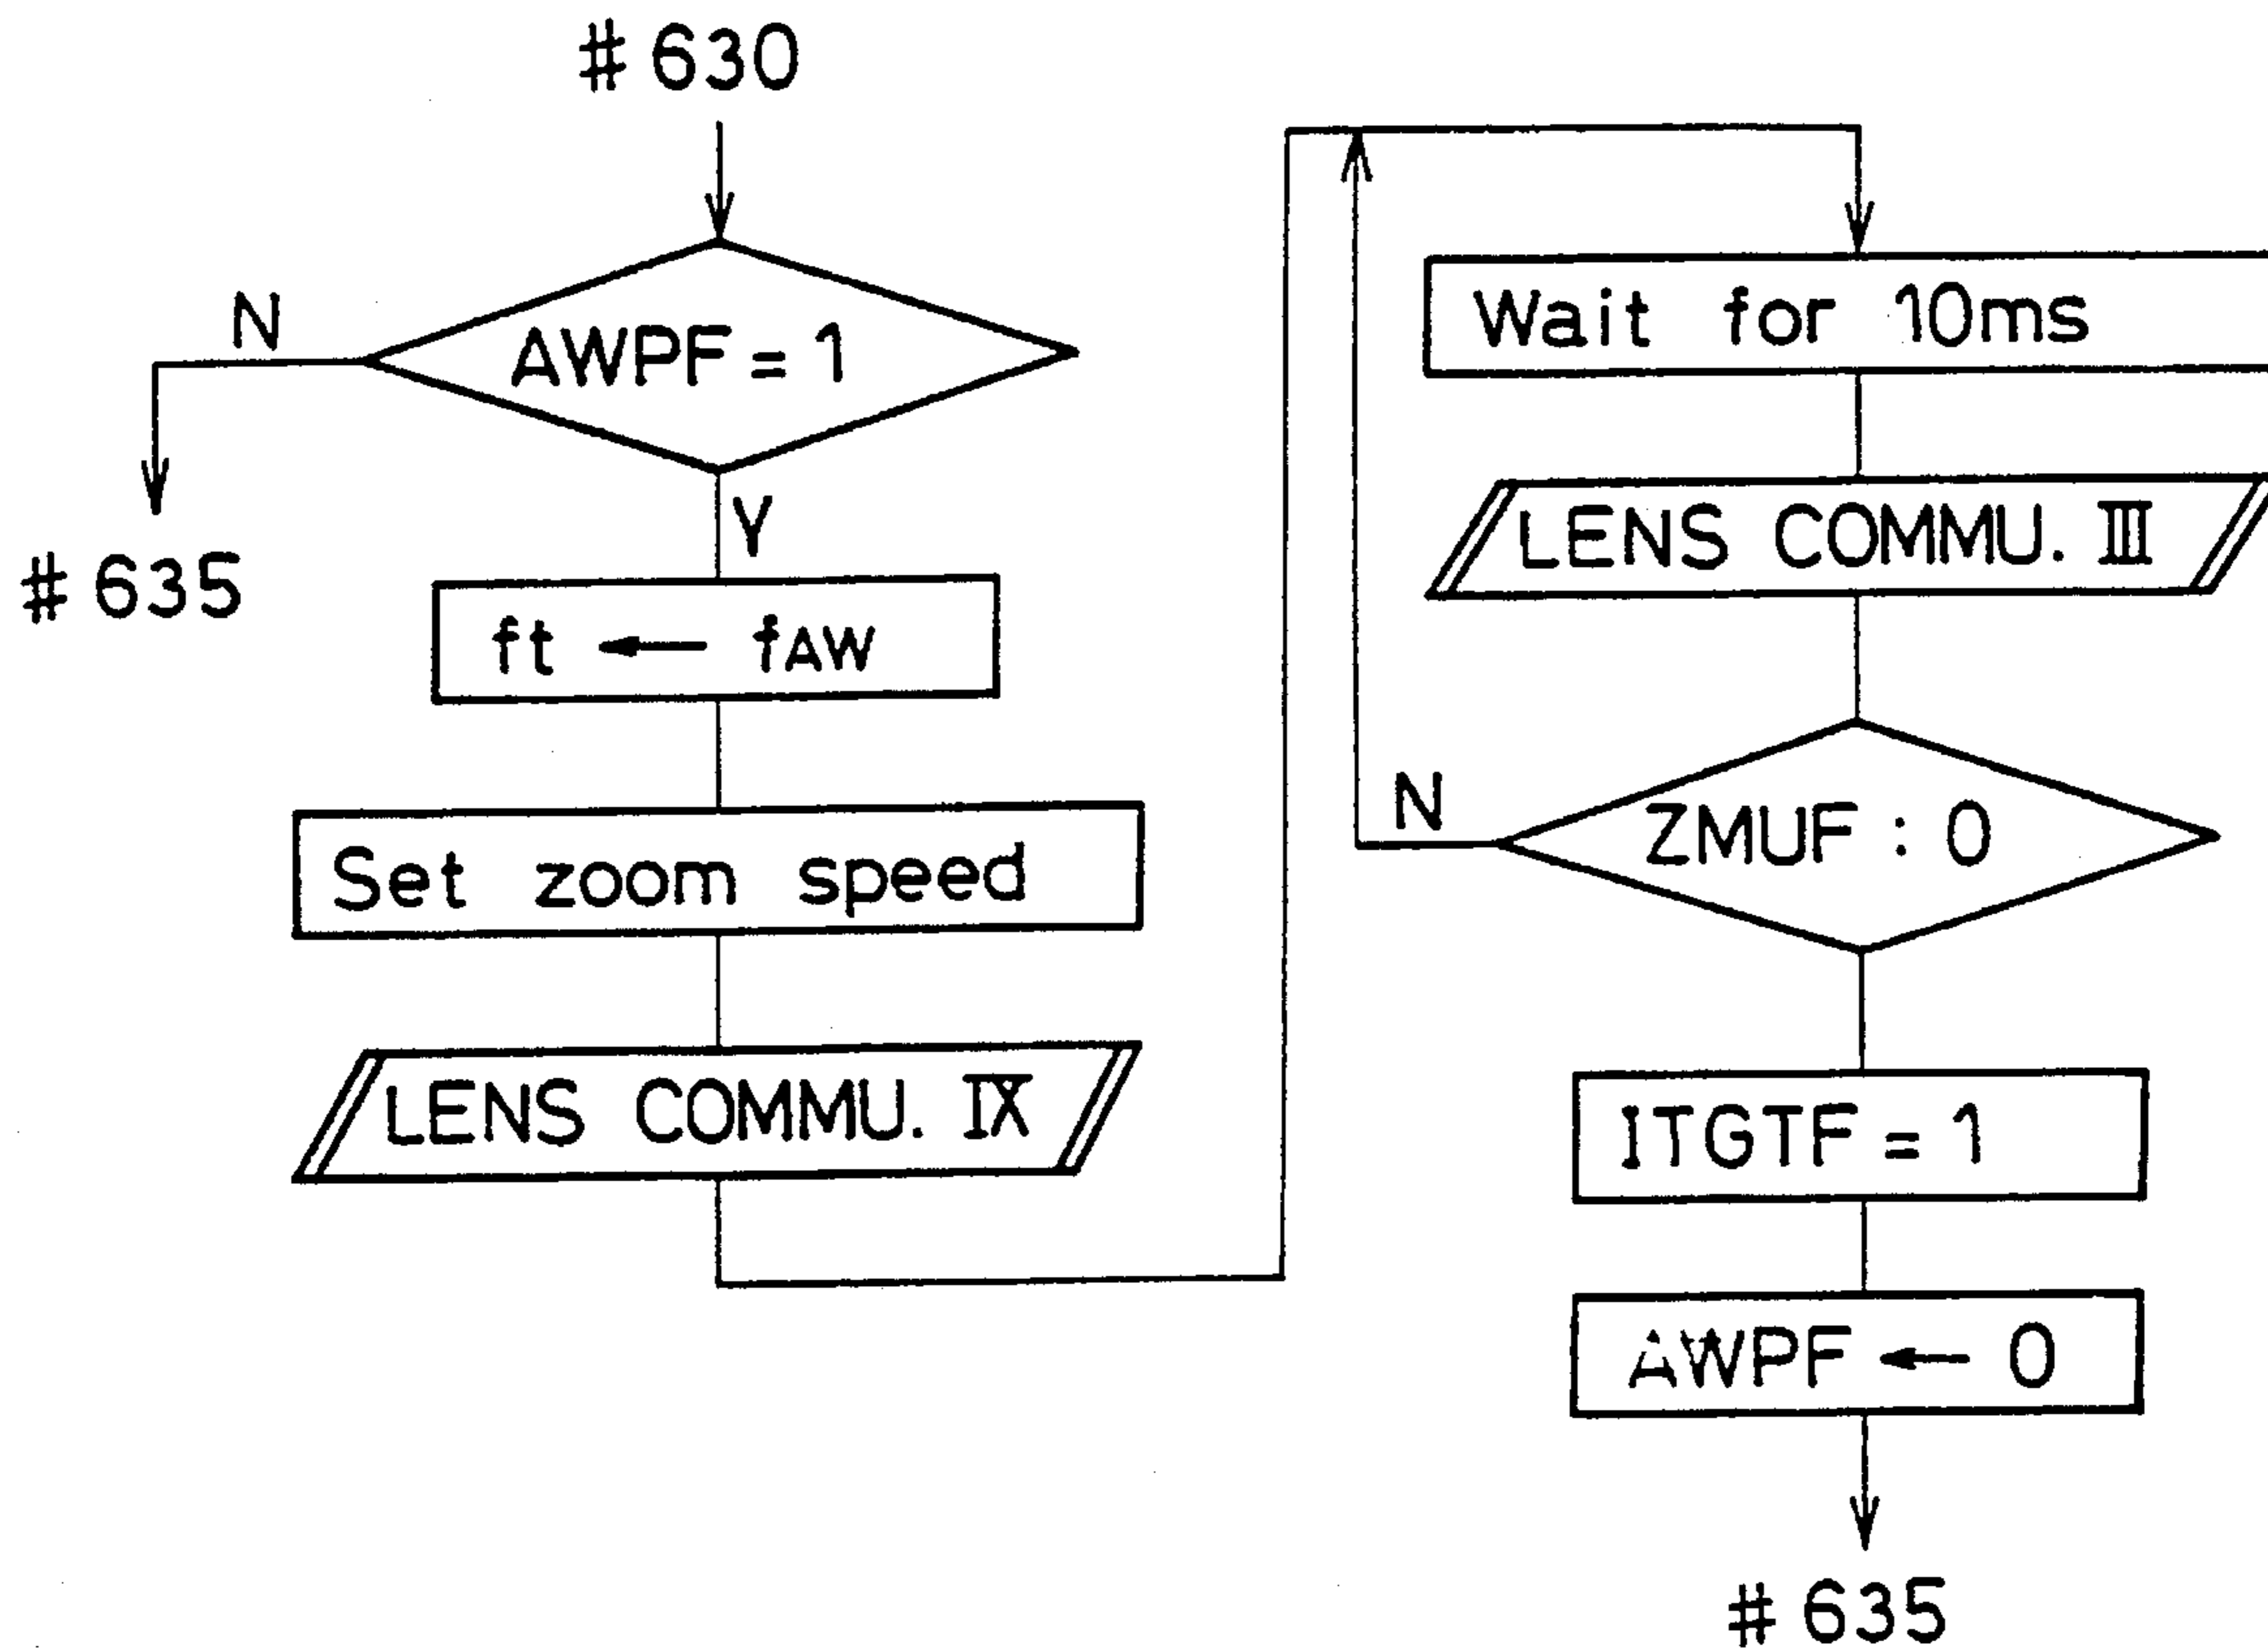 # 630
AWPF = 1
N
Y
# 635
ft ← fAW
Set zoom speed
LENS COMMU. IX
Wait for 10ms
LENS COMMU. III
ZMUF : 0
N
ITGTF = 1
AWPF ← 0
# 635